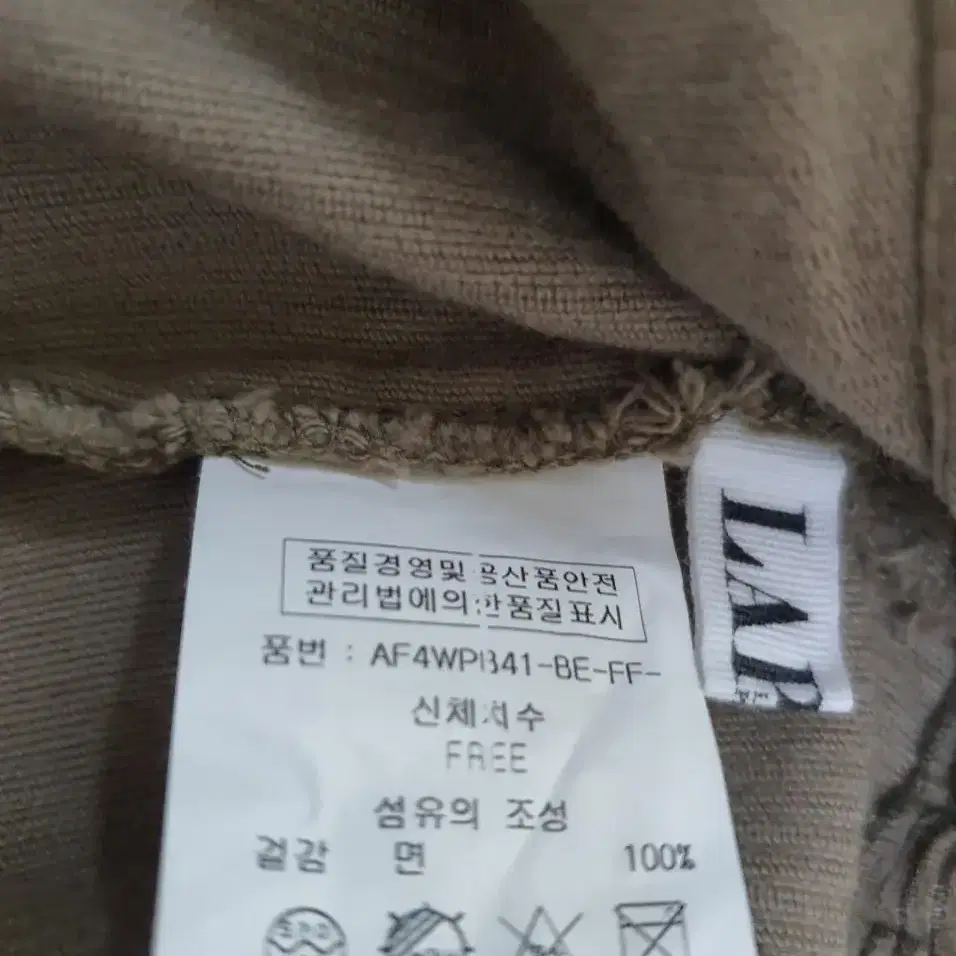 품질경영및 공산품안전
관리법에의한품질표시
품번 : AF4WPB41-BE-FF-
신체치수
FREE
섬유의 조성
겉감 면 100%
LAP